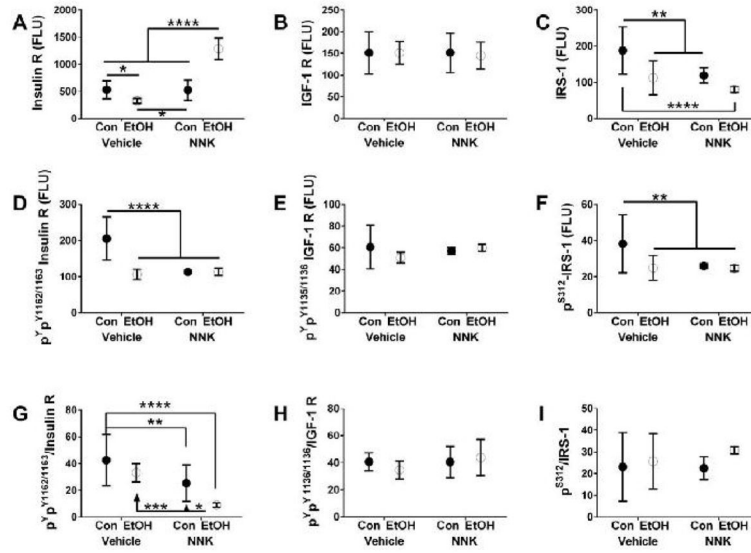 A
Insulin R (FLU)
1500
1000
500
0
****
*
*
Con EtOH Con EtOH
Vehicle NNK
B
IGF-1 R (FLU)
250
200
150
100
50
0
Con EtOH Con EtOH
Vehicle NNK
C
IRS-1 (FLU)
300
200
100
0
**
****
Con EtOH Con EtOH
Vehicle NNK
D
pYpY1162/1163 Insulin R (FLU)
300
200
100
0
****
Con EtOH Con EtOH
Vehicle NNK
E
pYpY1135/1136 IGF-1 R (FLU)
100
80
60
40
20
0
Con EtOH Con EtOH
Vehicle NNK
F
pS312-IRS-1 (FLU)
60
40
20
0
**
Con EtOH Con EtOH
Vehicle NNK
G
pYpY1162/1163/Insulin R
80
60
40
20
0
****
**
*** *
Con EtOH Con EtOH
Vehicle NNK
H
pYpY1136/1136/IGF-1 R
80
60
40
20
0
Con EtOH Con EtOH
Vehicle NNK
I
pS312/IRS-1
50
40
30
20
10
0
Con EtOH Con EtOH
Vehicle NNK